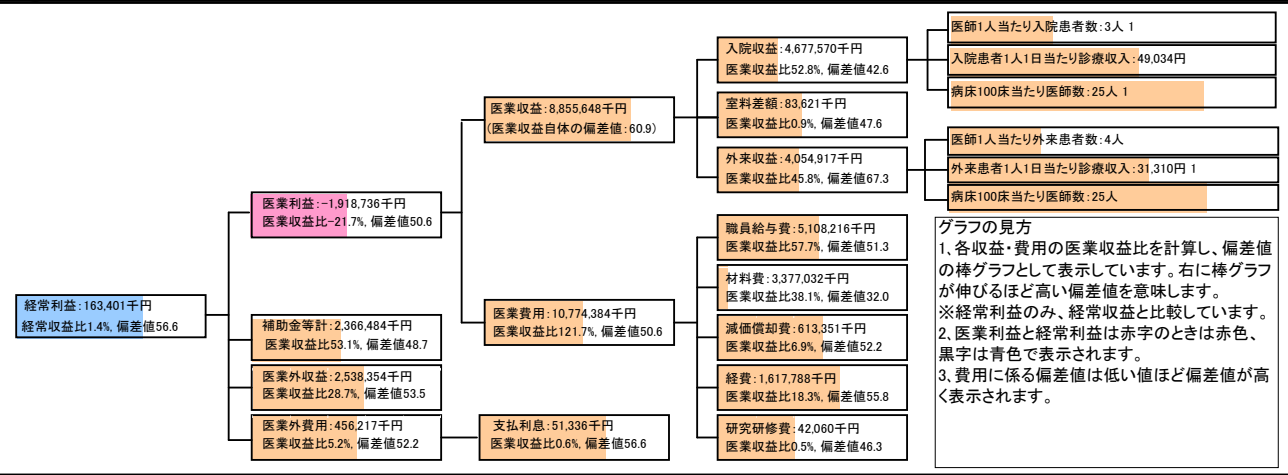 経常利益:163,401千円
経常収支比1.4%, 偏差値56.6
医業利益:-1,918,736千円
医業収益比-21.7%, 偏差値50.6
補助金等計:2,366,484千円
医業収益比53.1%, 偏差値48.7
医業外収益:2,538,354千円
医業収益比28.7%, 偏差値53.5
医業外費用:456,217千円
医業収益比5.2%, 偏差値52.2
医業収益:8,855,648千円
(医業収益自体の偏差値:60.9)
医業費用:10,774,384千円
医業収益比121.7%, 偏差値50.6
支払利息:51,336千円
医業収益比0.6%, 偏差値56.6
入院収益:4,677,570千円
医業収益比52.8%, 偏差値42.6
室料差額:83,621千円
医業収益比0.9%, 偏差値47.6
外来収益:4,054,917千円
医業収益比45.8%, 偏差値67.3
職員給与費:5,108,216千円
医業収益比57.7%, 偏差値51.3
材料費:3,377,032千円
医業収益比38.1%, 偏差値32.0
減価償却費:613,351千円
医業収益比6.9%, 偏差値52.2
経費:1,617,788千円
医業収益比18.3%, 偏差値55.8
研究研修費:42,060千円
医業収益比0.5%, 偏差値46.3
医師1人当たり入院患者数:3人 1
入院患者1人1日当たり診療収入:49,034円
病床100床当たり医師数:25人 1
医師1人当たり外来患者数:4人
外来患者1人1日当たり診療収入:31,310円 1
病床100床当たり医師数:25人
グラフの見方
1、各収益・費用の医業収益比を計算し、偏差値
の棒グラフとして表示しています。右に棒グラフ
が伸びるほど高い偏差値を意味します。
※経常利益のみ、経常収益と比較しています。
2、医業利益と経常利益は赤字のときは赤色、
黒字は青色で表示されます。
3、費用に係る偏差値は低い値ほど偏差値が高
く表示されます。